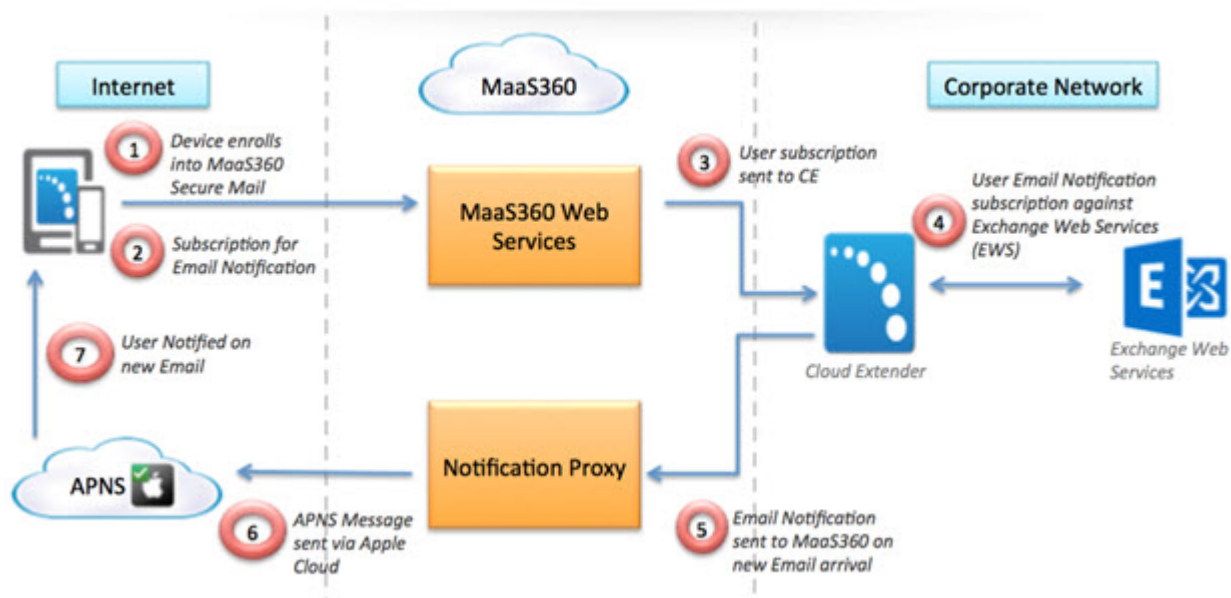 Internet
MaaS360
Corporate Network
1
Device enrolls
into MaaS360
Secure Mail
2
Subscription for
Email Notification
MaaS360 Web
Services
3
User subscription
sent to CE
4
User Email Notification
subscription against
Exchange Web Services
(EWS)
E
Cloud Extender
Exchange Web
Services
7
User Notified on
new Email
APNS
Notification Proxy
6
APNS Message
sent via Apple
Cloud
5
Email Notification
sent to MaaS360 on
new Email arrival